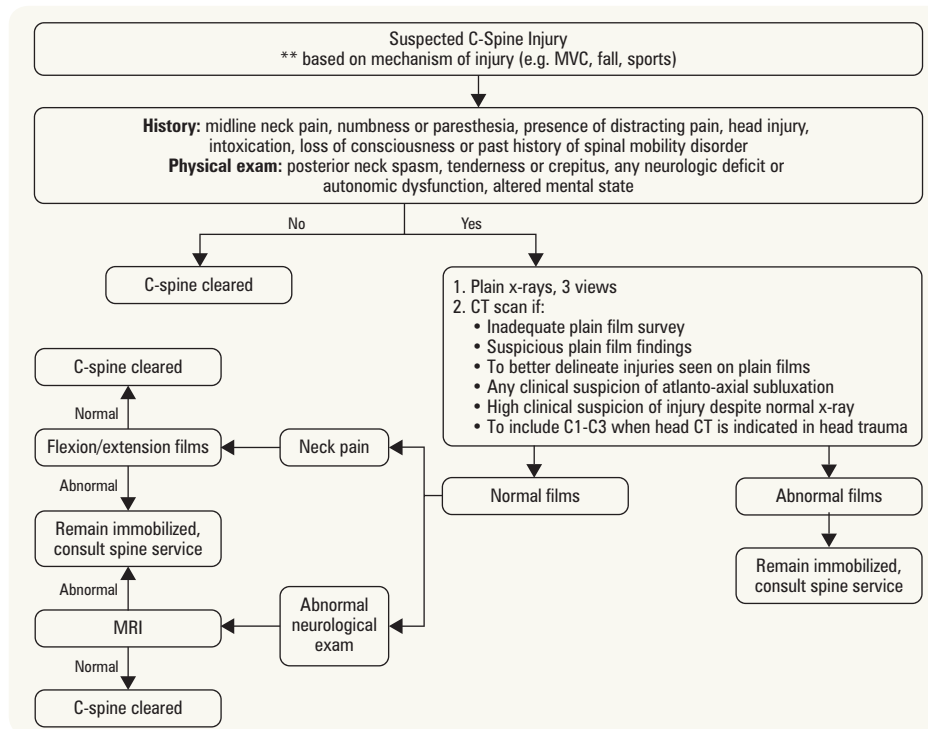 Suspected C-Spine Injury
** based on mechanism of injury (e.g. MVC, fall, sports)
History: midline neck pain, numbness or paresthesia, presence of distracting pain, head injury,
intoxication, loss of consciousness or past history of spinal mobility disorder
Physical exam: posterior neck spasm, tenderness or crepitus, any neurologic deficit or
autonomic dysfunction, altered mental state
No
Yes
C-spine cleared
1. Plain x-rays, 3 views
2. CT scan if:
• Inadequate plain film survey
• Suspicious plain film findings
• To better delineate injuries seen on plain films
• Any clinical suspicion of atlanto-axial subluxation
• High clinical suspicion of injury despite normal x-ray
• To include C1-C3 when head CT is indicated in head trauma
C-spine cleared
Normal
Flexion/extension films
Neck pain
Abnormal
Normal films
Abnormal films
Remain immobilized,
consult spine service
Remain immobilized,
consult spine service
Abnormal
MRI
Abnormal
neurological
exam
Normal
C-spine cleared